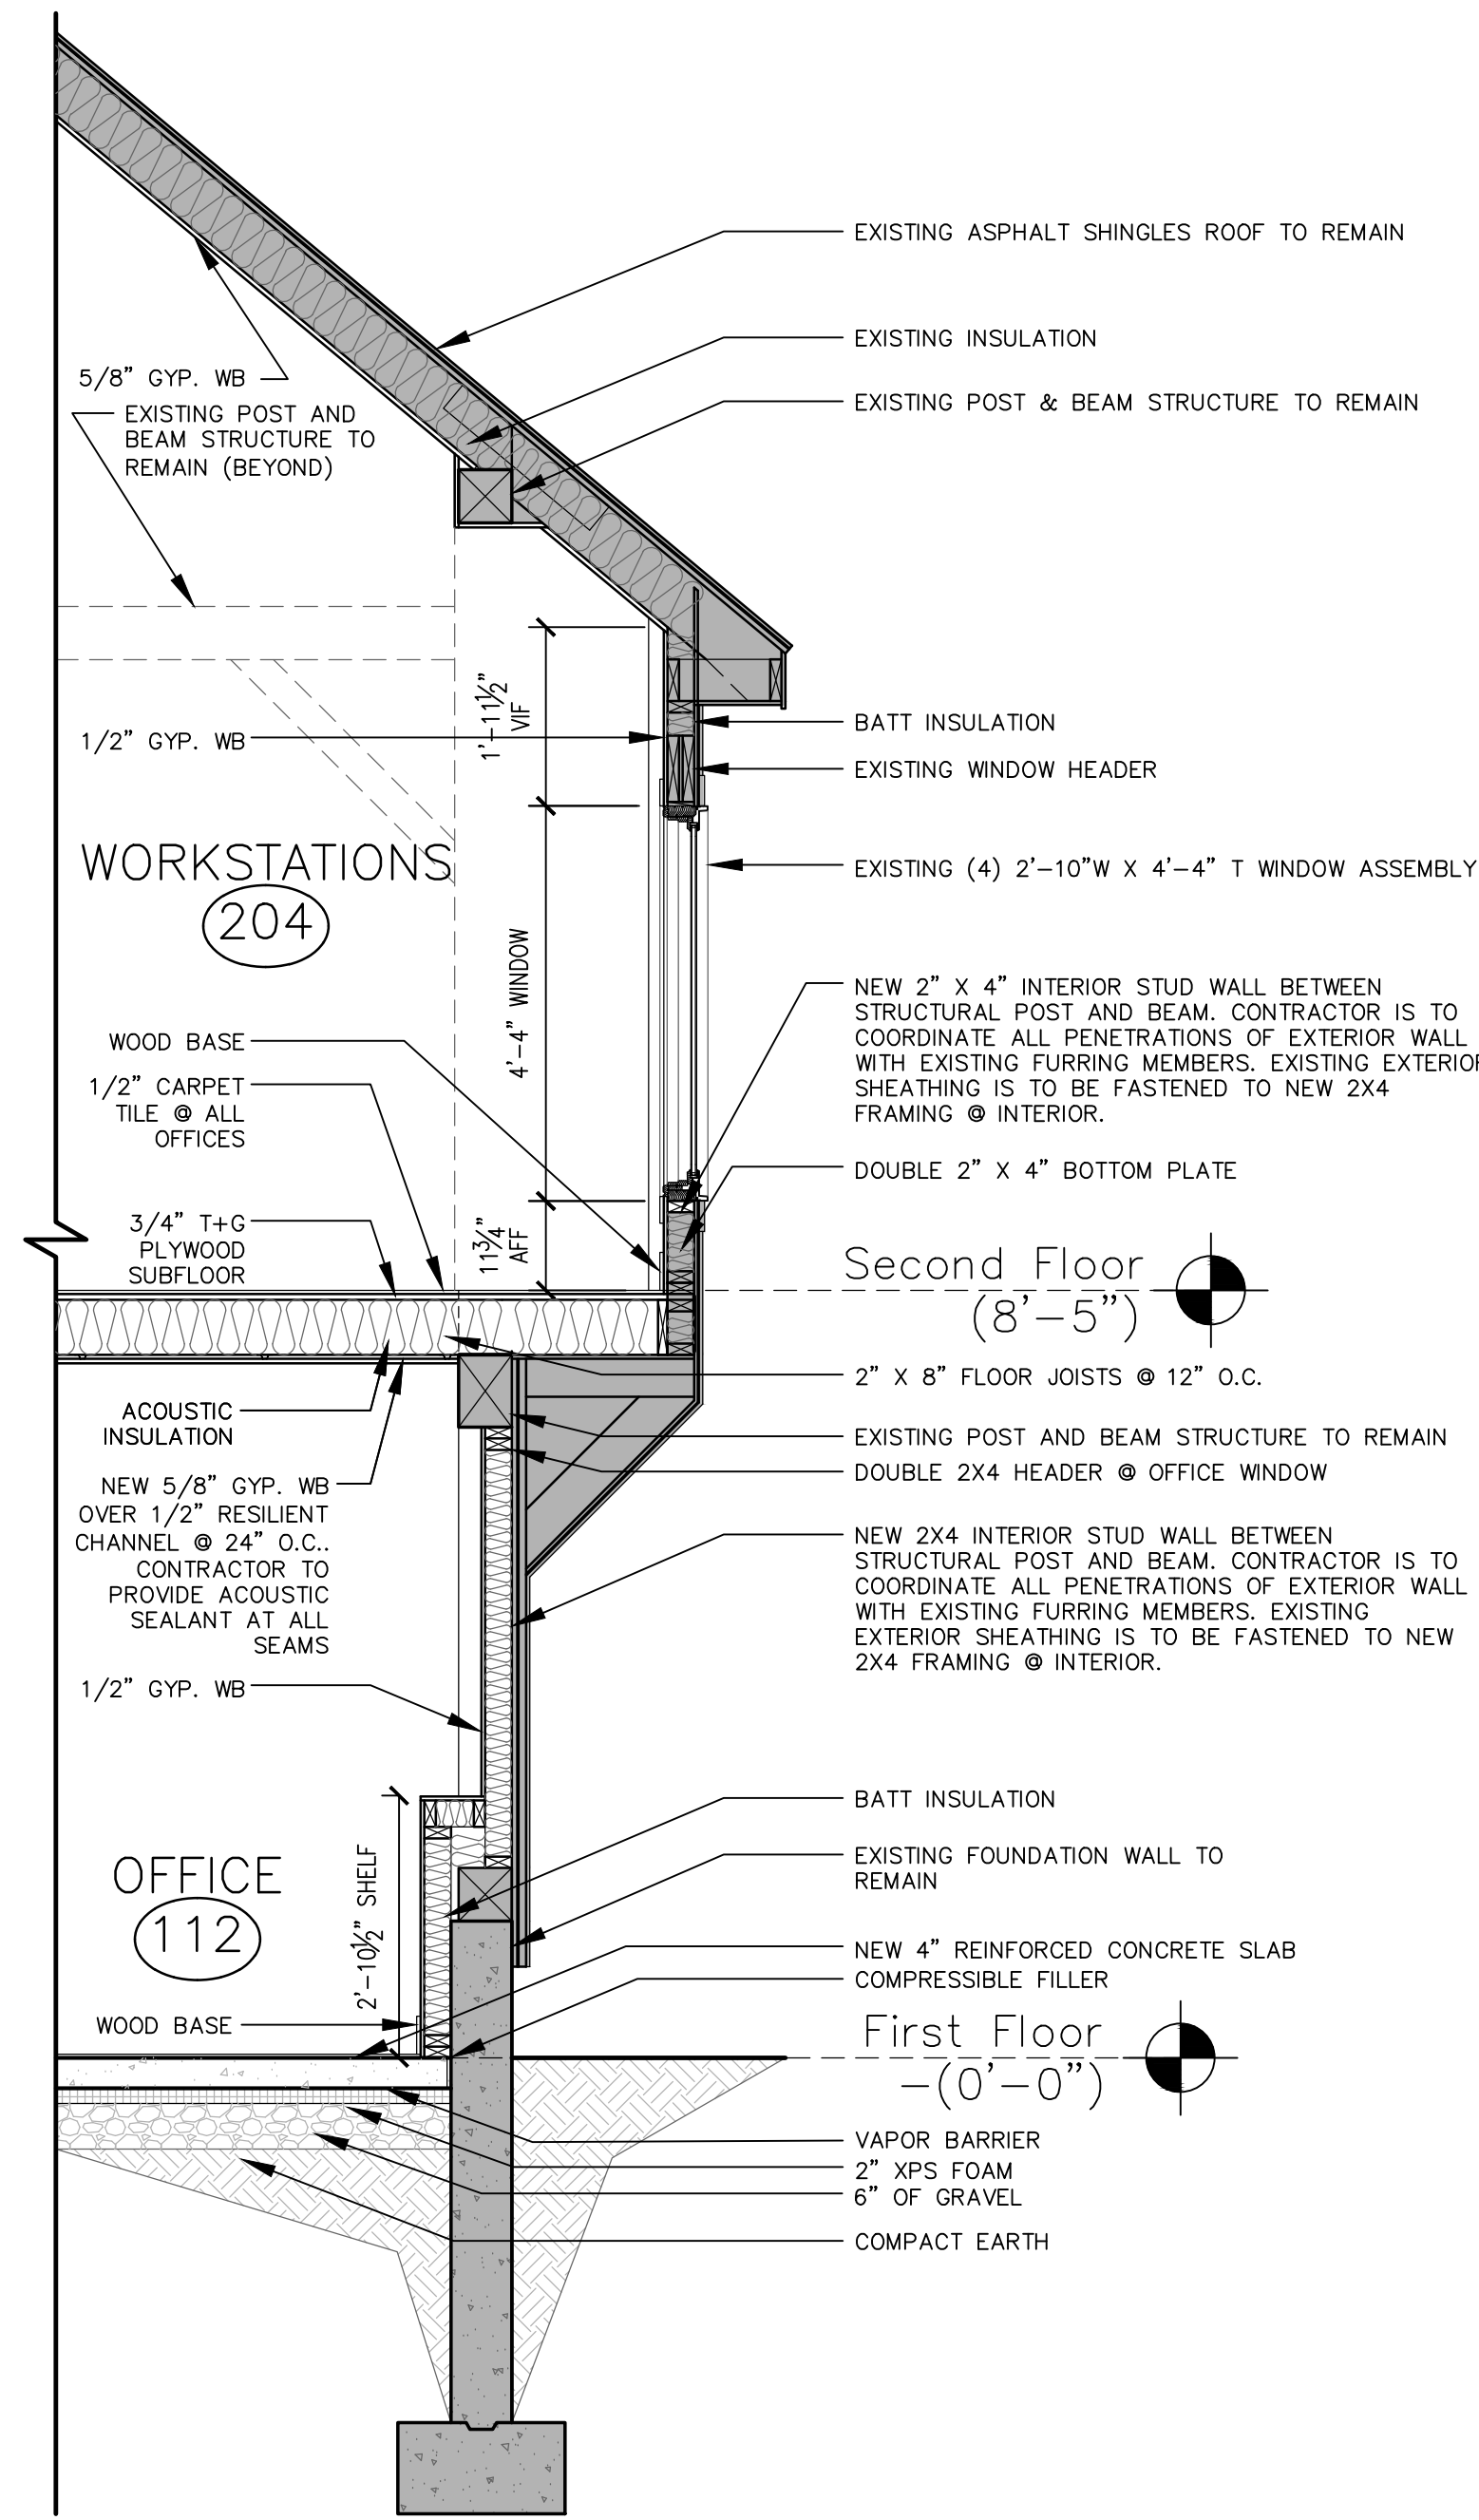 EXISTING ASPHALT SHINGLES ROOF TO REMAIN
EXISTING INSULATION
5/8" GYP. WB
EXISTING POST & BEAM STRUCTURE TO REMAIN
EXISTING POST AND
BEAM STRUCTURE TO
REMAIN (BEYOND)
1'-11½"
VIF
BATT INSULATION
1/2" GYP. WB
EXISTING WINDOW HEADER
WORKSTATIONS
204
EXISTING (4) 2'-10"W X 4'-4" T WINDOW ASSEMBLY
4'-4" WINDOW
NEW 2" X 4" INTERIOR STUD WALL BETWEEN
STRUCTURAL POST AND BEAM. CONTRACTOR IS TO
COORDINATE ALL PENETRATIONS OF EXTERIOR WALL
WITH EXISTING FURRING MEMBERS. EXISTING EXTERIOR
SHEATHING IS TO BE FASTENED TO NEW 2X4
FRAMING @ INTERIOR.
WOOD BASE
1/2" CARPET
TILE @ ALL
OFFICES
DOUBLE 2" X 4" BOTTOM PLATE
3/4" T+G
PLYWOOD
SUBFLOOR
11¾"
AFF
Second Floor
(8'-5")
2" X 8" FLOOR JOISTS @ 12" O.C.
ACOUSTIC
INSULATION
EXISTING POST AND BEAM STRUCTURE TO REMAIN
DOUBLE 2X4 HEADER @ OFFICE WINDOW
NEW 5/8" GYP. WB
OVER 1/2" RESILIENT
CHANNEL @ 24" O.C..
CONTRACTOR TO
PROVIDE ACOUSTIC
SEALANT AT ALL
SEAMS
NEW 2X4 INTERIOR STUD WALL BETWEEN
STRUCTURAL POST AND BEAM. CONTRACTOR IS TO
COORDINATE ALL PENETRATIONS OF EXTERIOR WALL
WITH EXISTING FURRING MEMBERS. EXISTING
EXTERIOR SHEATHING IS TO BE FASTENED TO NEW
2X4 FRAMING @ INTERIOR.
1/2" GYP. WB
BATT INSULATION
EXISTING FOUNDATION WALL TO
REMAIN
OFFICE
112
2'-10½" SHELF
NEW 4" REINFORCED CONCRETE SLAB
COMPRESSIBLE FILLER
WOOD BASE
First Floor
-(0'-0")
VAPOR BARRIER
2" XPS FOAM
6" OF GRAVEL
COMPACT EARTH